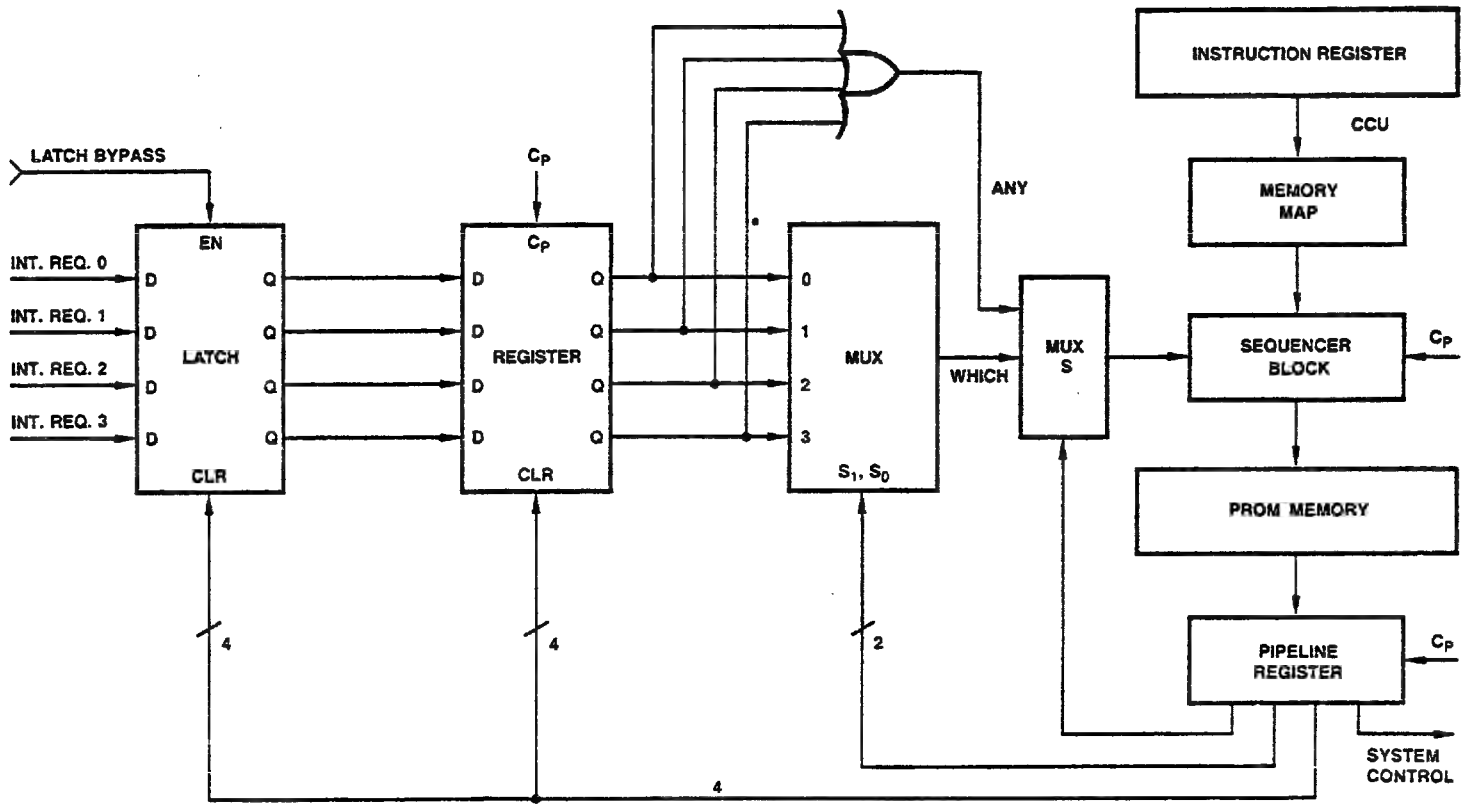 INSTRUCTION REGISTER
CCU
LATCH BYPASS
CP
MEMORY
MAP
ANY
EN
CP
INT. REQ. 0
D
Q
D
Q
0
INT. REQ. 1
D
Q
D
Q
1
MUX
S
SEQUENCER
BLOCK
CP
LATCH
REGISTER
MUX
WHICH
INT. REQ. 2
D
Q
D
Q
2
INT. REQ. 3
D
Q
D
Q
3
CLR
CLR
S1, S0
PROM MEMORY
4
4
2
PIPELINE
REGISTER
CP
SYSTEM
CONTROL
4